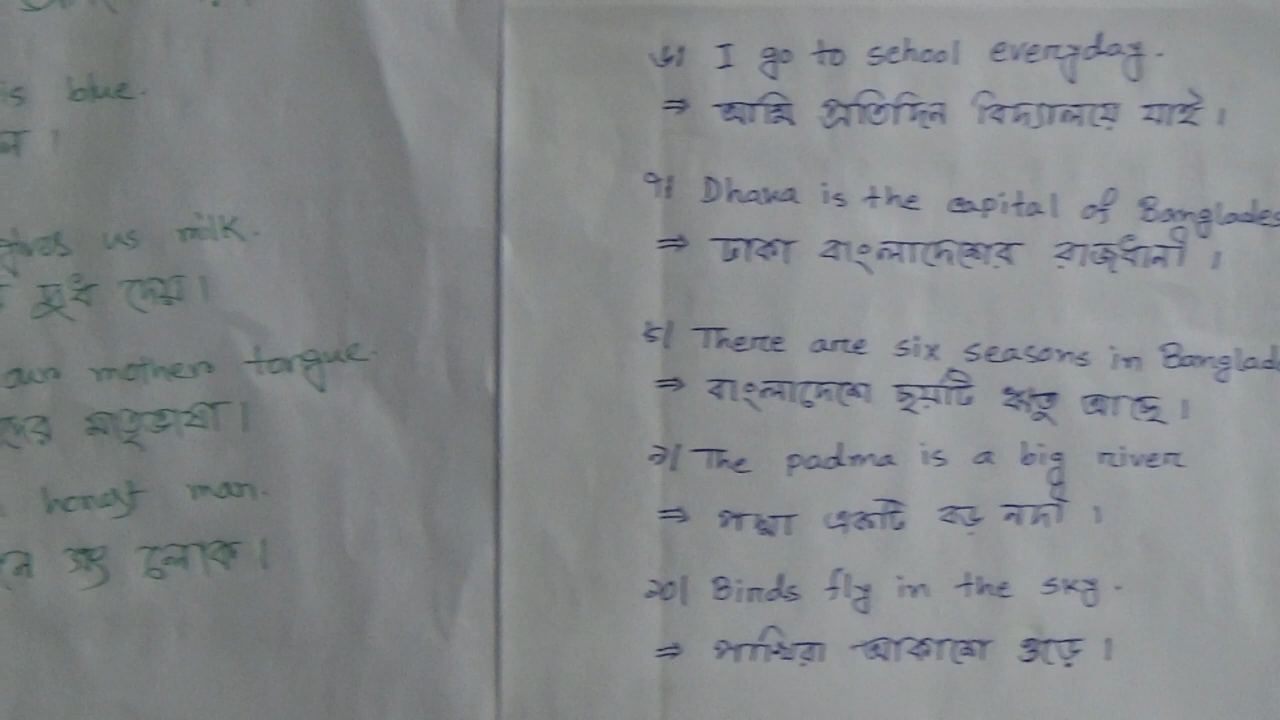 is blue.
ল।
gives us milk.
দুধ দেয়।
our mother torgue.
দের মাতৃভাষা।
honest man.
সৎ লোক।
৬। I go to school everyday.
⇒ আমি প্রতিদিন বিদ্যালয়ে যাই।
৭। Dhaka is the capital of Banglades
⇒ ঢাকা বাংলাদেশের রাজধানী।
৮। There are six seasons in Banglad
⇒ বাংলাদেশে ছয়টি ঋতু আছে।
৯। The padma is a big river
⇒ পদ্মা একটি বড় নদী।
১০। Birds fly in the sky.
⇒ পাখিরা আকাশে ওড়ে।